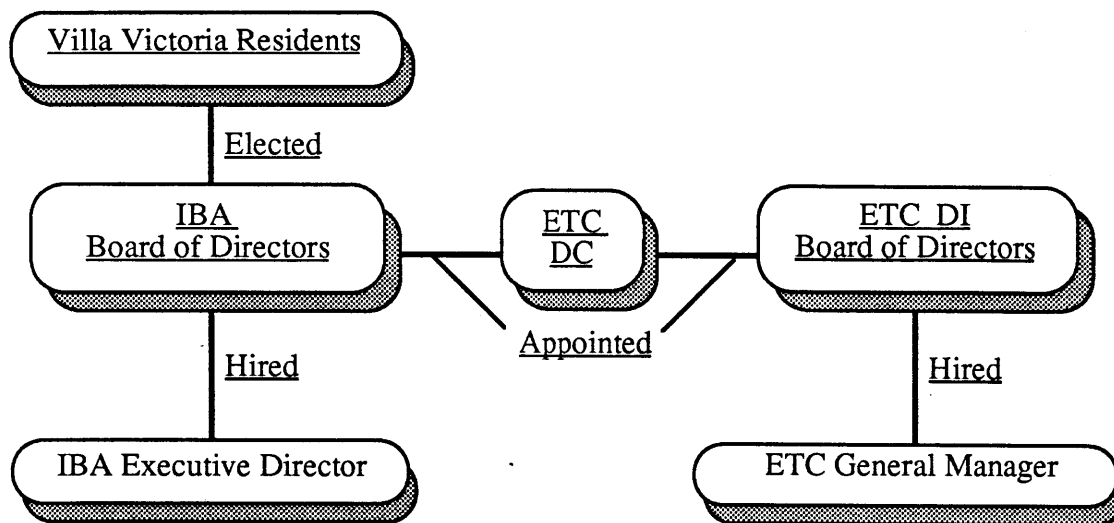 Villa Victoria Residents
Elected
IBA
Board of Directors
ETC
DC
ETC DI
Board of Directors
Appointed
Hired
Hired
IBA Executive Director
ETC General Manager